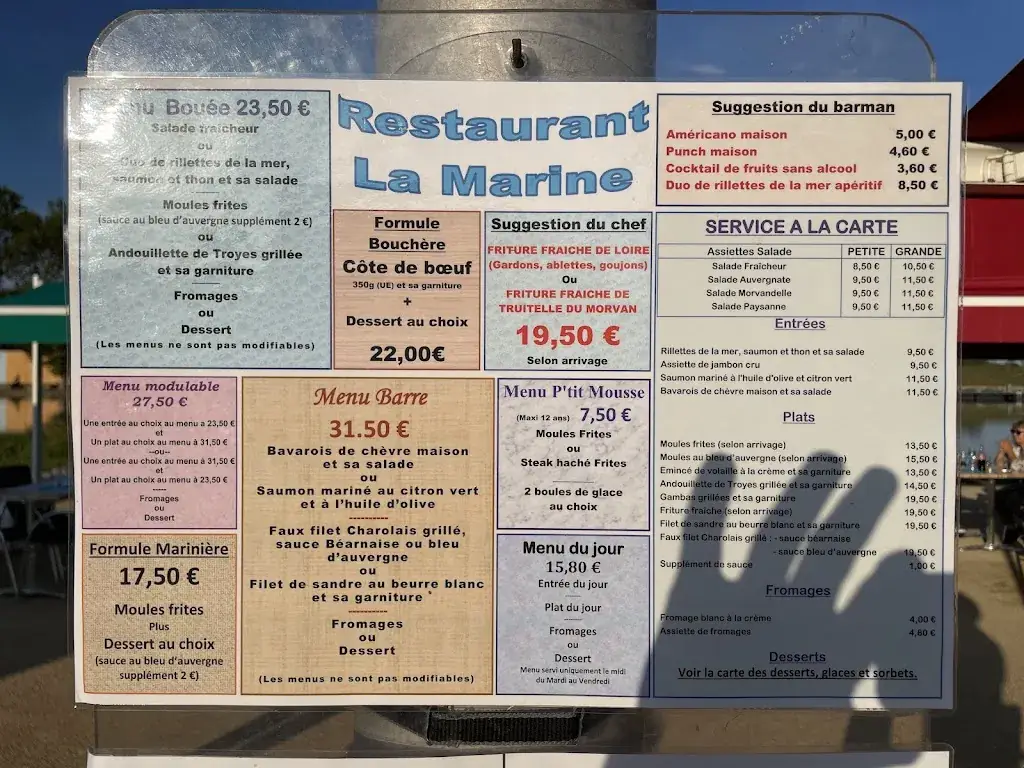 Bouée 23,50 €
Salade fraîcheur
ou
Duo de rillettes de la mer,
saumon et thon et sa salade
Moules frites
(sauce au bleu d'auvergne supplément 2 €)
ou
Andouillette de Troyes grillée
et sa garniture
Fromages
ou
Dessert
(Les menus ne sont pas modifiables)
Restaurant
La Marine
Formule
Bouchère
Côte de bœuf
350g (UE) et sa garniture
+
Dessert au choix
22,00€
Suggestion du chef
FRITURE FRAICHE DE LOIRE
(Gardons, ablettes, goujons)
Ou
FRITURE FRAICHE DE
TRUITELLE DU MORVAN
19,50 €
Selon arrivage
Suggestion du barman
Américano maison 5,00 €
Punch maison 4,60 €
Cocktail de fruits sans alcool 3,60 €
Duo de rillettes de la mer apéritif 8,50 €
Menu modulable
27,50 €
Une entrée au choix au menu a 23,50 €
et
Un plat au choix au menu à 31,50 €
--ou--
Une entrée au choix au menu à 31,50 €
et
Un plat au choix au menu à 23,50 €
-----
Fromages
ou
Dessert
Formule Marinière
17,50 €
Moules frites
Plus
Dessert au choix
(sauce au bleu d'auvergne
supplément 2 €)
Menu Barre
31.50 €
Bavarois de chèvre maison
et sa salade
ou
Saumon mariné au citron vert
et à l'huile d'olive
----------
Faux filet Charolais grillé,
sauce Béarnaise ou bleu
d'auvergne
ou
Filet de sandre au beurre blanc
et sa garniture
----------
Fromages
ou
Dessert
(Les menus ne sont pas modifiables)
Menu P'tit Mousse
(Maxi 12 ans) 7,50 €
Moules Frites
ou
Steak haché Frites
2 boules de glace
au choix
Menu du jour
15,80 €
Entrée du jour
Plat du jour
Fromages
ou
Dessert
Menu servi uniquement le midi
du Mardi au Vendredi
SERVICE A LA CARTE
Assiettes Salade PETITE GRANDE
Salade Fraîcheur 8,50 € 10,50 €
Salade Auvergnate 9,50 € 11,50 €
Salade Morvandelle 9,50 € 11,50 €
Salade Paysanne 9,50 € 11,50 €
Entrées
Rillettes de la mer, saumon et thon et sa salade 9,50 €
Assiette de jambon cru 9,50 €
Saumon mariné à l'huile d'olive et citron vert 11,50 €
Bavarois de chèvre maison et sa salade 11,50 €
Plats
Moules frites (selon arrivage) 13,50 €
Moules au bleu d'auvergne (selon arrivage) 15,50 €
Emincé de volaille à la crème et sa garniture 13,50 €
Andouillette de Troyes grillée et sa garniture 14,50 €
Gambas grillées et sa garniture 19,50 €
Friture fraiche (selon arrivage) 19,50 €
Filet de sandre au beurre blanc et sa garniture 19,50 €
Faux filet Charolais grillé : - sauce béarnaise
- sauce bleu d'auvergne 19,50 €
Supplément de sauce 1,00 €
Fromages
Fromage blanc à la crème 4,00 €
Assiette de fromages 4,60 €
Desserts
Voir la carte des desserts, glaces et sorbets.